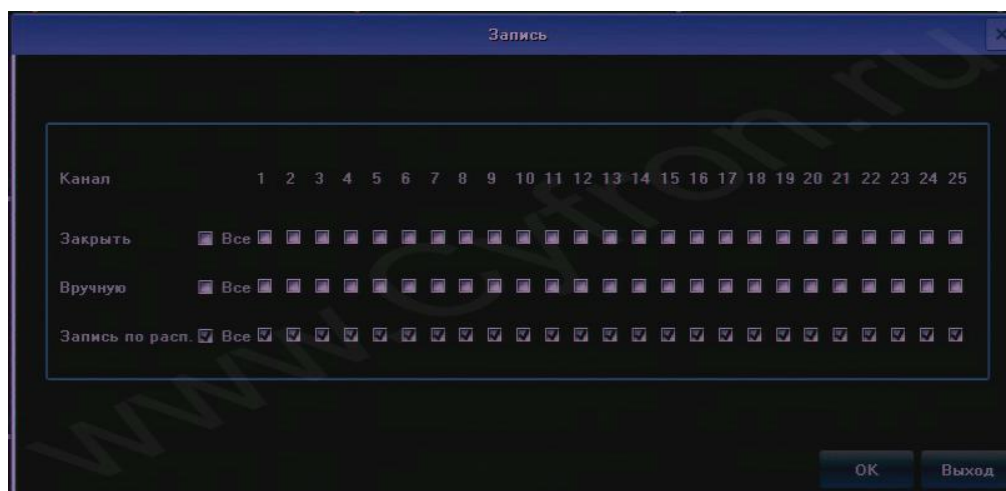 Запись
Канал 1 2 3 4 5 6 7 8 9 10 11 12 13 14 15 16 17 18 19 20 21 22 23 24 25
Закрыть Все
Вручную Все
Запись по расп. Все
OK Выход
www.Cyfron.ru